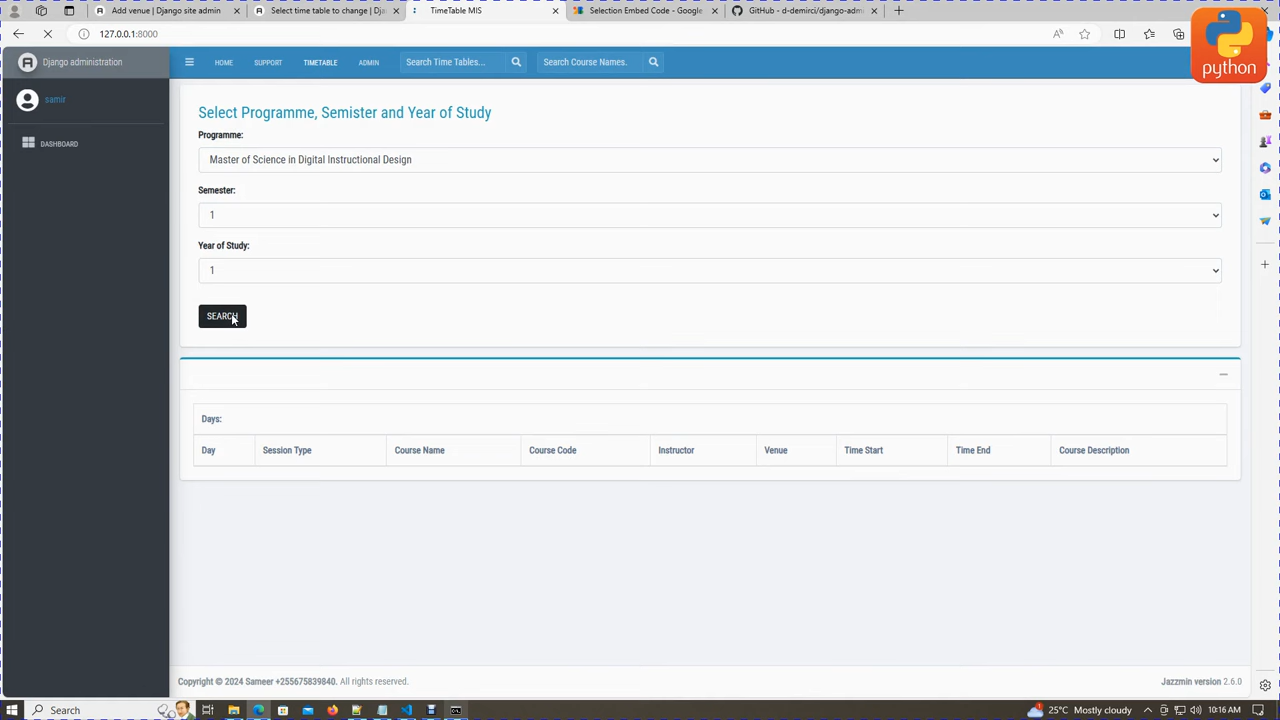 Add venue | Django site admin
Select time table to change | Dja
TimeTable MIS
Selection Embed Code - Google
GitHub - d-demirci/django-adm
127.0.0.1:8000
python
Django administration
HOME
SUPPORT
TIMETABLE
ADMIN
Search Time Tables...
Search Course Names.
samir
DASHBOARD
Select Programme, Semister and Year of Study
Programme:
Master of Science in Digital Instructional Design
Semester:
1
Year of Study:
1
SEARCH
Days:
Day Session Type Course Name Course Code Instructor Venue Time Start Time End Course Description
Copyright © 2024 Sameer +255675839840. All rights reserved.
Jazzmin version 2.6.0
Search
25°C Mostly cloudy
10:16 AM